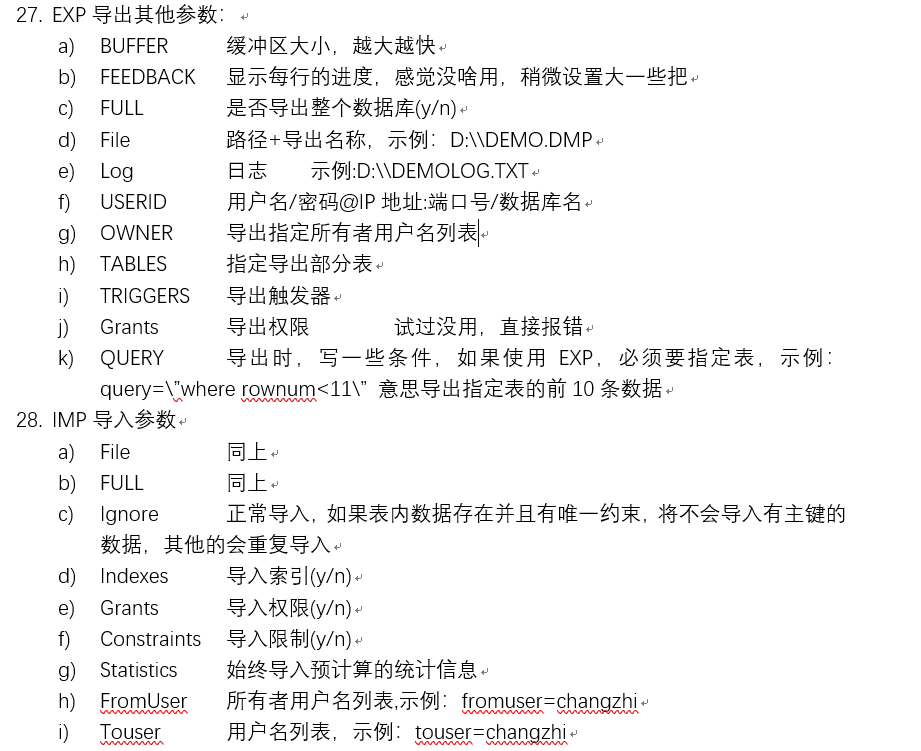 27. EXP 导出其他参数：
a) BUFFER 缓冲区大小，越大越快
b) FEEDBACK 显示每行的进度，感觉没啥用，稍微设置大一些把
c) FULL 是否导出整个数据库(y/n)
d) File 路径+导出名称，示例：D:\\DEMO.DMP
e) Log 日志 示例:D:\\DEMOLOG.TXT
f) USERID 用户名/密码@IP 地址:端口号/数据库名
g) OWNER 导出指定所有者用户名列表
h) TABLES 指定导出部分表
i) TRIGGERS 导出触发器
j) Grants 导出权限 试过没用，直接报错
k) QUERY 导出时，写一些条件，如果使用 EXP，必须要指定表，示例：
query=\”where rownum<11\” 意思导出指定表的前 10 条数据
28. IMP 导入参数
a) File 同上
b) FULL 同上
c) Ignore 正常导入，如果表内数据存在并且有唯一约束，将不会导入有主键的
数据，其他的会重复导入
d) Indexes 导入索引(y/n)
e) Grants 导入权限(y/n)
f) Constraints 导入限制(y/n)
g) Statistics 始终导入预计算的统计信息
h) FromUser 所有者用户名列表,示例：fromuser=changzhi
i) Touser 用户名列表，示例：touser=changzhi